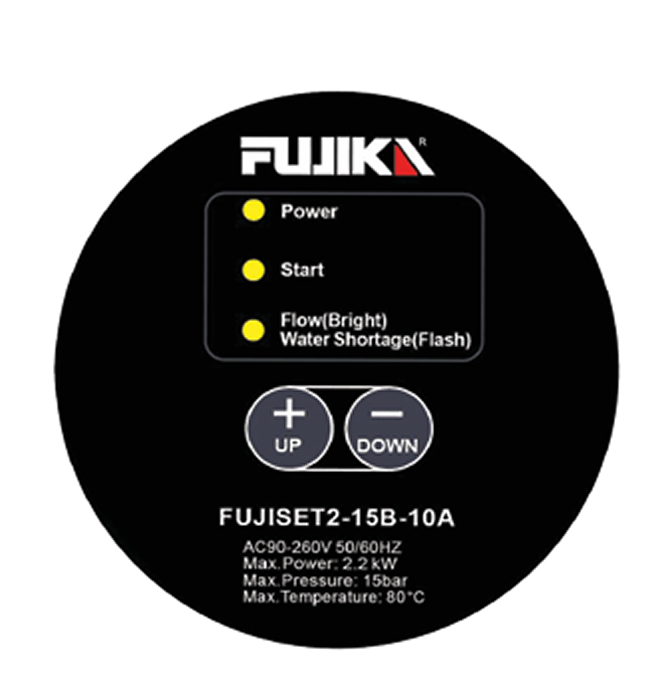 FUJIKA®
Power
Start
Flow(Bright)
Water Shortage(Flash)
+ −
UP DOWN
FUJISET2-15B-10A
AC90-260V 50/60HZ
Max.Power: 2.2 kW
Max.Pressure: 15bar
Max.Temperature: 80°C